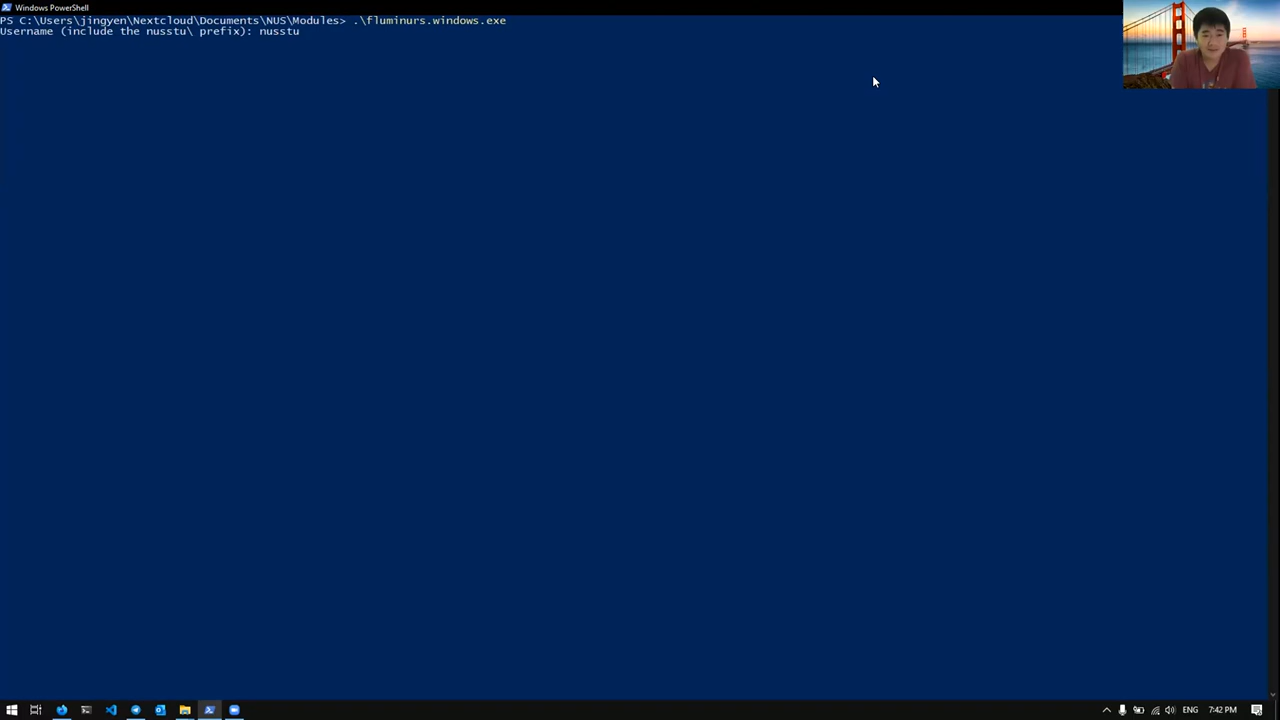 Windows PowerShell
PS C:\Users\jingyen\Nextcloud\Documents\NUS\Modules> .\fluminurs.windows.exe
Username (include the nusstu\ prefix): nusstu
ENG
7:42 PM